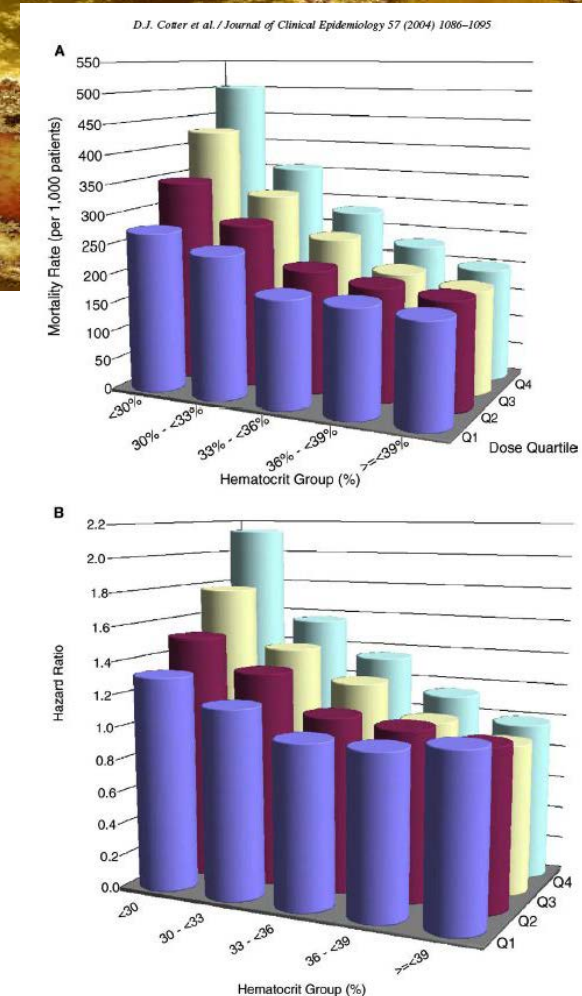 D.J. Cotter et al. / Journal of Clinical Epidemiology 57 (2004) 1086–1095
A
550
500
450
400
350
300
250
200
150
100
50
0
Mortality Rate (per 1,000 patients)
<30%
30% - <33%
33% - <36%
36% - <39%
>=<39%
Q1
Q2
Q3
Q4
Dose Quartile
Hematocrit Group (%)
B
2.2
2.0
1.8
1.6
1.4
1.2
1.0
0.8
0.6
0.4
0.2
0.0
Hazard Ratio
<30
30 - <33
33 - <36
36 - <39
>=<39
Q1
Q2
Q3
Q4
Hematocrit Group (%)